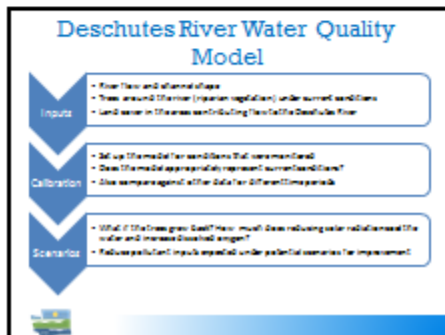 Deschutes River Water Quality
Model
Inputs
• River flow and channel shape
• Trees around the river (riparian vegetation) under current conditions
• Land cover in the areas contributing flow to the Deschutes River
Calibration
• Set up the model for conditions that were monitored
• Does the model appropriately represent current conditions?
• Also compare against other data for different time periods
Scenarios
• What if the trees grew back? How much does reducing solar radiation cool the
water and increase dissolved oxygen?
• Reduce pollutant inputs expected under potential scenarios for improvement